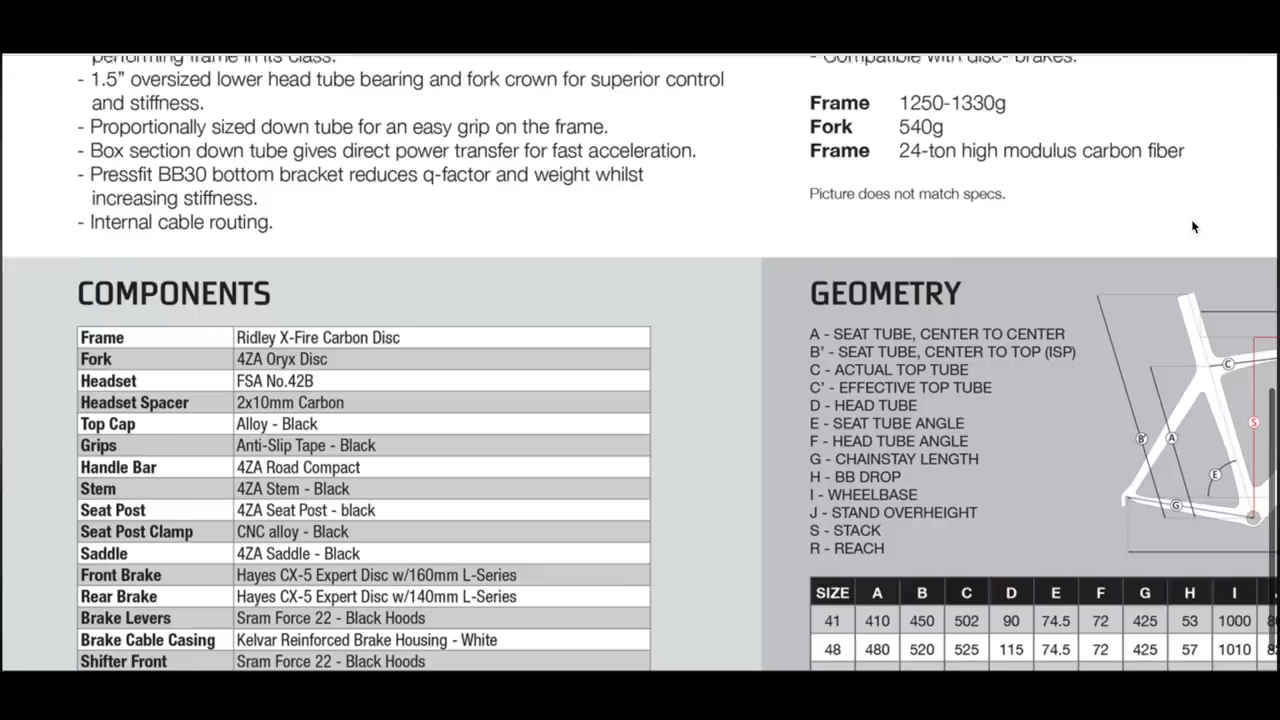 performing frame in its class.
- 1.5” oversized lower head tube bearing and fork crown for superior control
and stiffness.
- Proportionally sized down tube for an easy grip on the frame.
- Box section down tube gives direct power transfer for fast acceleration.
- Pressfit BB30 bottom bracket reduces q-factor and weight whilst
increasing stiffness.
- Internal cable routing.
- Compatible with disc- brakes.
Frame 1250-1330g
Fork 540g
Frame 24-ton high modulus carbon fiber
Picture does not match specs.
COMPONENTS
Frame Ridley X-Fire Carbon Disc
Fork 4ZA Oryx Disc
Headset FSA No.42B
Headset Spacer 2x10mm Carbon
Top Cap Alloy - Black
Grips Anti-Slip Tape - Black
Handle Bar 4ZA Road Compact
Stem 4ZA Stem - Black
Seat Post 4ZA Seat Post - black
Seat Post Clamp CNC alloy - Black
Saddle 4ZA Saddle - Black
Front Brake Hayes CX-5 Expert Disc w/160mm L-Series
Rear Brake Hayes CX-5 Expert Disc w/140mm L-Series
Brake Levers Sram Force 22 - Black Hoods
Brake Cable Casing Kelvar Reinforced Brake Housing - White
Shifter Front Sram Force 22 - Black Hoods
GEOMETRY
A - SEAT TUBE, CENTER TO CENTER
B’ - SEAT TUBE, CENTER TO TOP (ISP)
C - ACTUAL TOP TUBE
C’ - EFFECTIVE TOP TUBE
D - HEAD TUBE
E - SEAT TUBE ANGLE
F - HEAD TUBE ANGLE
G - CHAINSTAY LENGTH
H - BB DROP
I - WHEELBASE
J - STAND OVERHEIGHT
S - STACK
R - REACH
C
S
B’ A
E
G
SIZE A B C D E F G H I
41 410 450 502 90 74.5 72 425 53 1000
48 480 520 525 115 74.5 72 425 57 1010